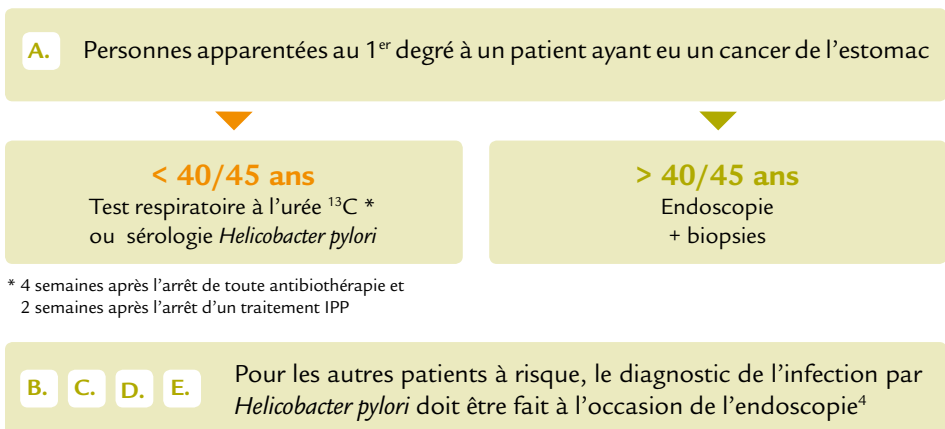 A. Personnes apparentées au 1er degré à un patient ayant eu un cancer de l’estomac
< 40/45 ans
Test respiratoire à l’urée 13C *
ou sérologie Helicobacter pylori
> 40/45 ans
Endoscopie
+ biopsies
* 4 semaines après l’arrêt de toute antibiothérapie et
2 semaines après l’arrêt d’un traitement IPP
B. C. D. E. Pour les autres patients à risque, le diagnostic de l’infection par
Helicobacter pylori doit être fait à l’occasion de l’endoscopie4